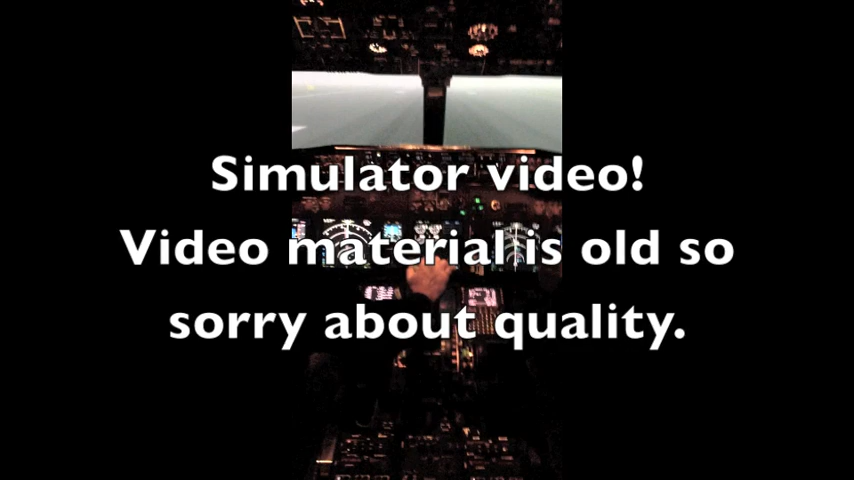 Simulator video!
Video material is old so
sorry about quality.